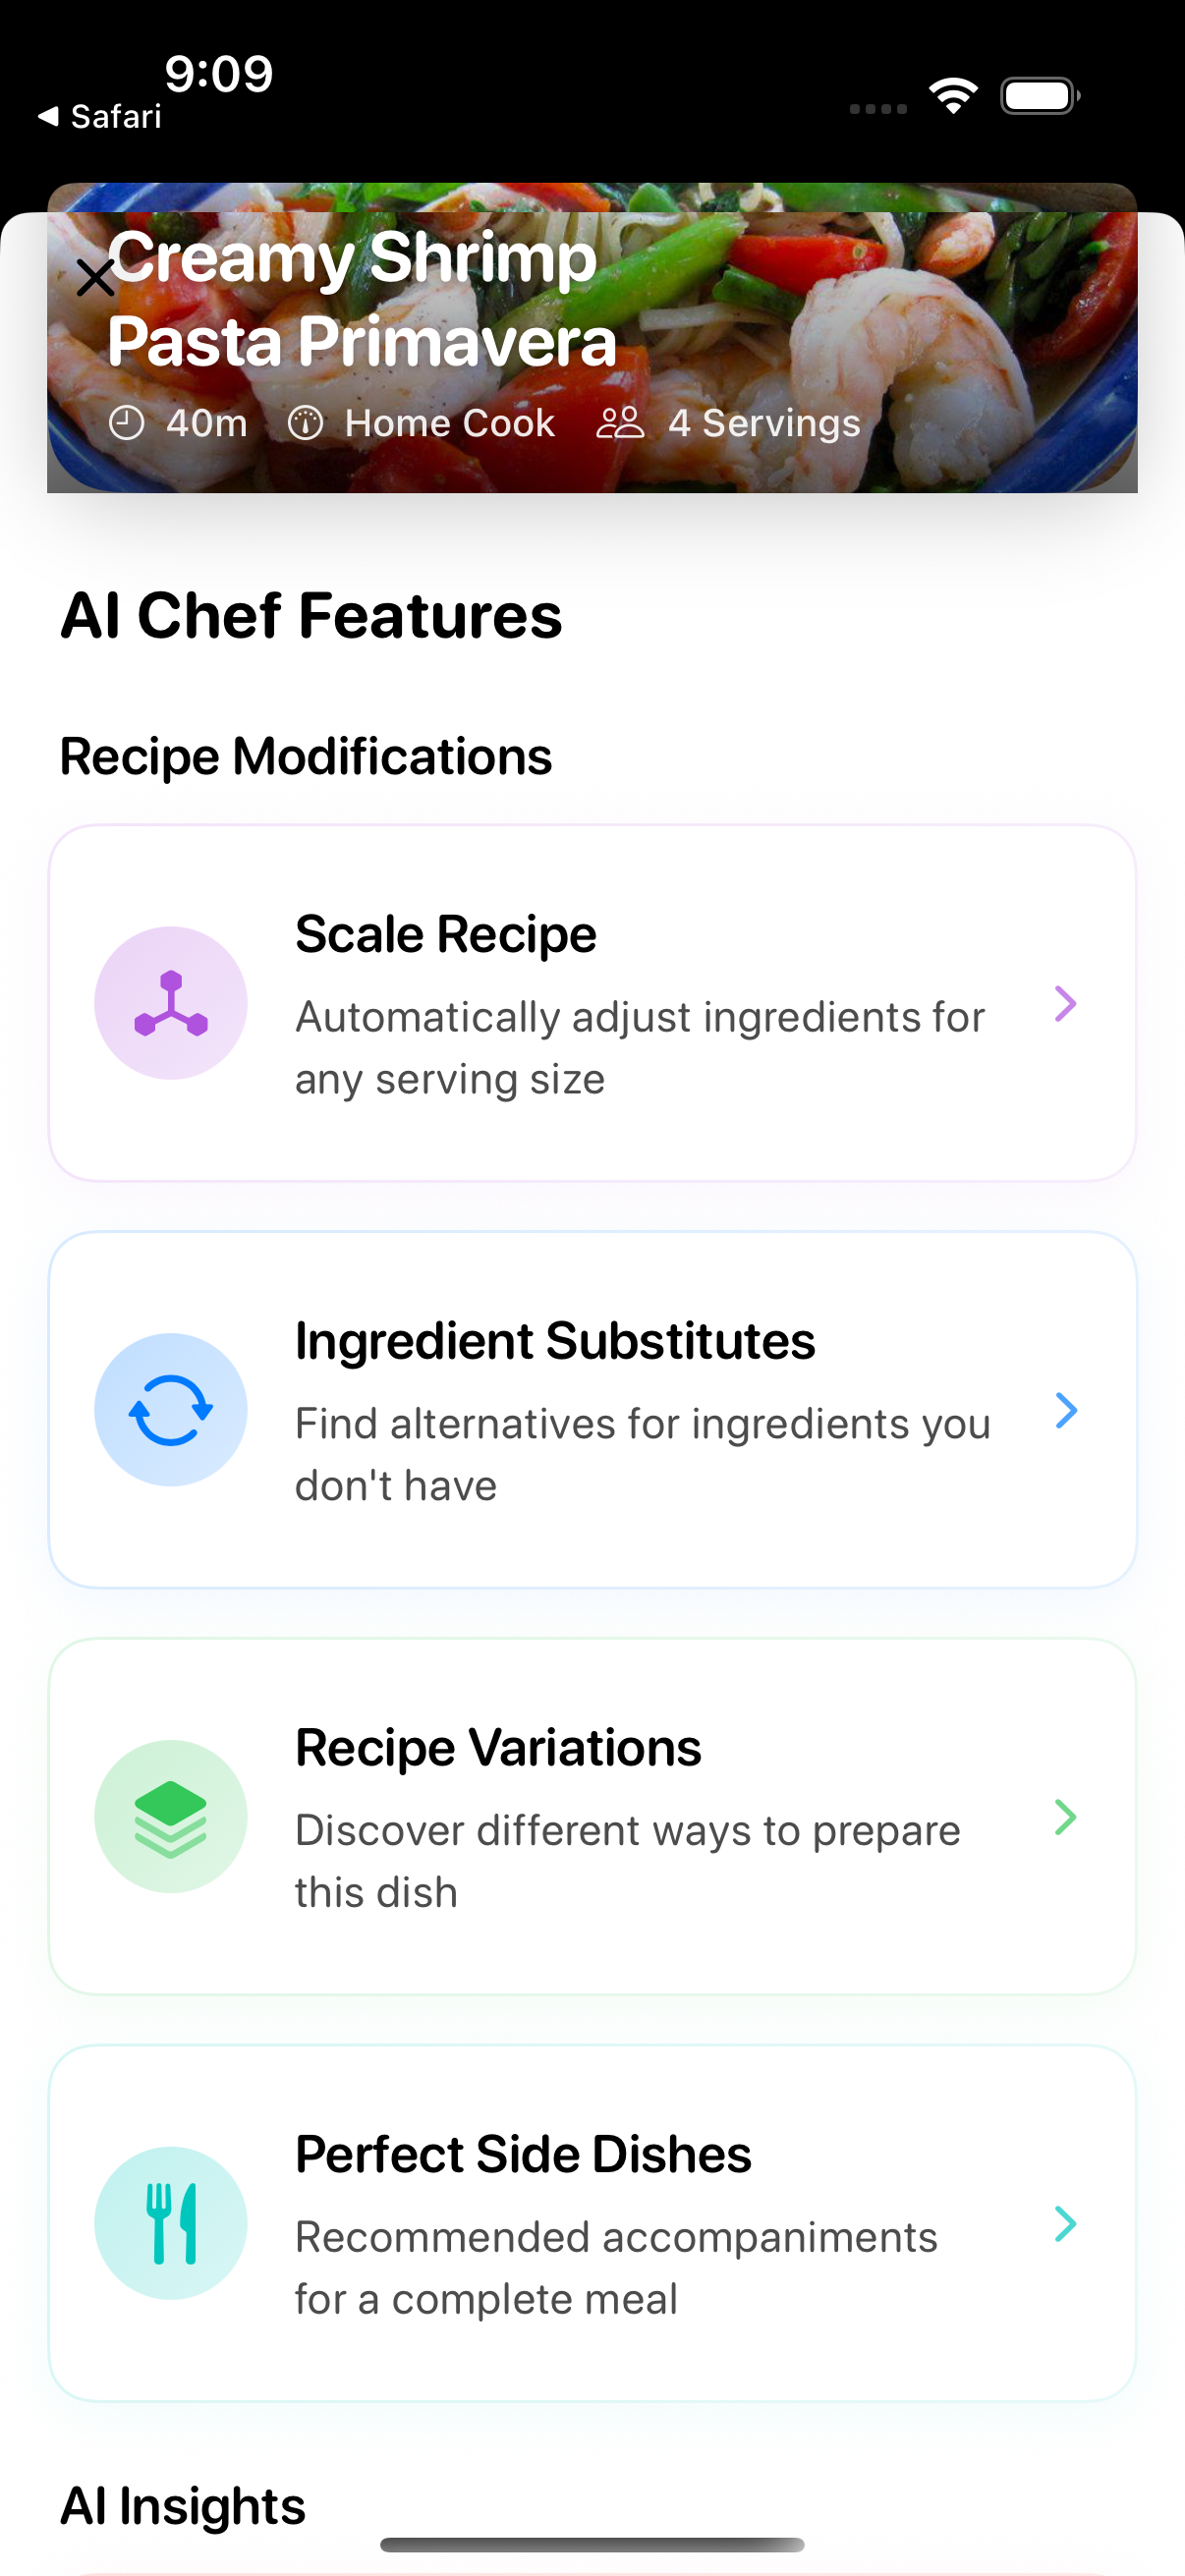 9:09
Safari
Creamy Shrimp
Pasta Primavera
40m Home Cook 4 Servings
AI Chef Features
Recipe Modifications
Scale Recipe
Automatically adjust ingredients for
any serving size
Ingredient Substitutes
Find alternatives for ingredients you
don't have
Recipe Variations
Discover different ways to prepare
this dish
Perfect Side Dishes
Recommended accompaniments
for a complete meal
AI Insights